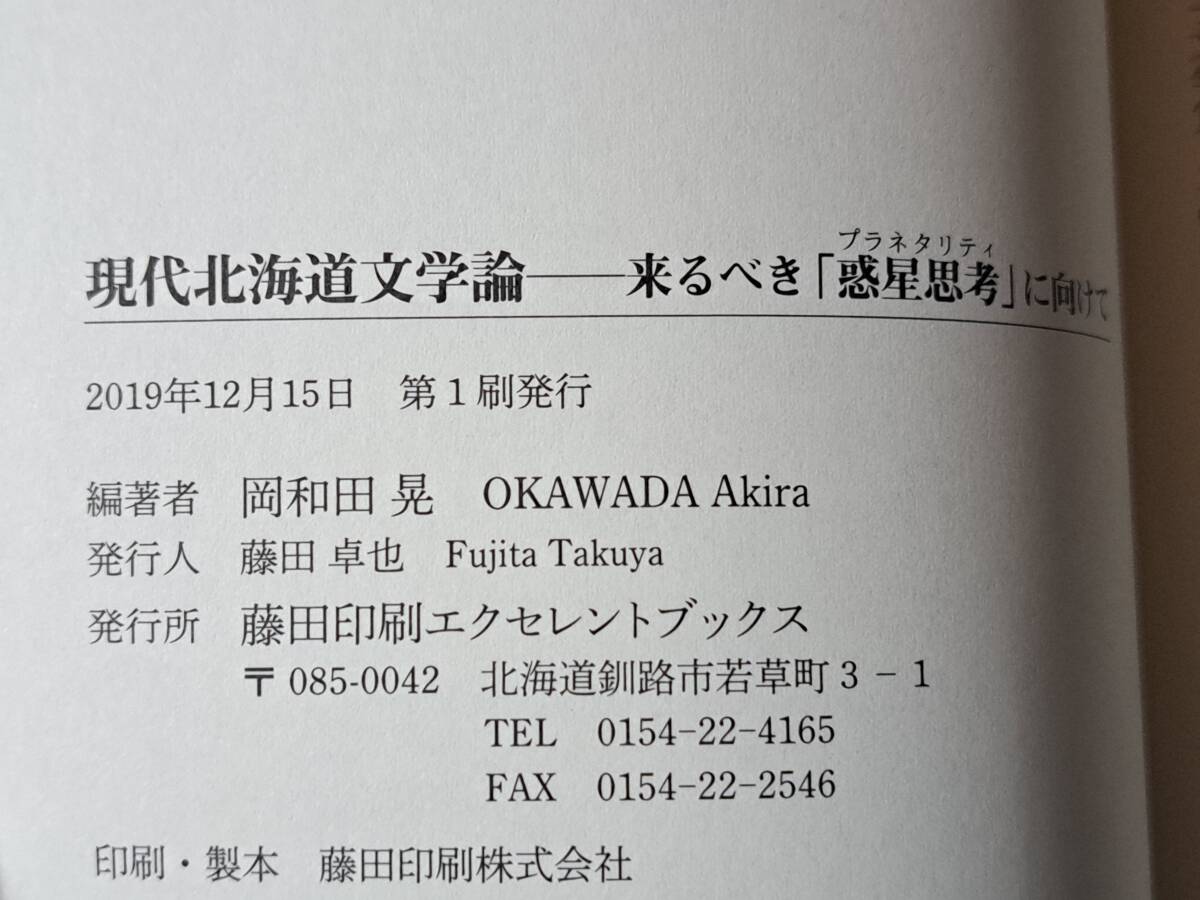 プラネタリティ
現代北海道文学論――来るべき「惑星思考」に向けて
2019年12月15日　第1刷発行
編著者　岡和田 晃　OKAWADA Akira
発行人　藤田 卓也　Fujita Takuya
発行所　藤田印刷エクセレントブックス
〒085-0042　北海道釧路市若草町3－1
TEL　0154-22-4165
FAX　0154-22-2546
印刷・製本　藤田印刷株式会社